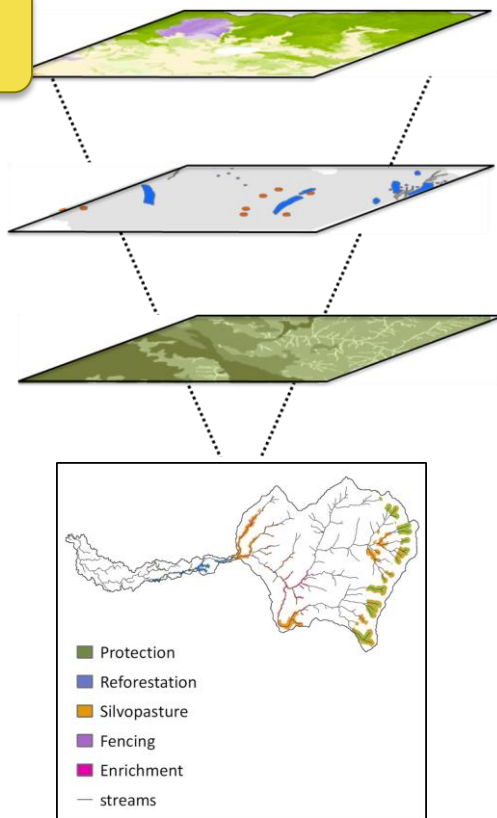 Protection
Reforestation
Silvopasture
Fencing
Enrichment
streams